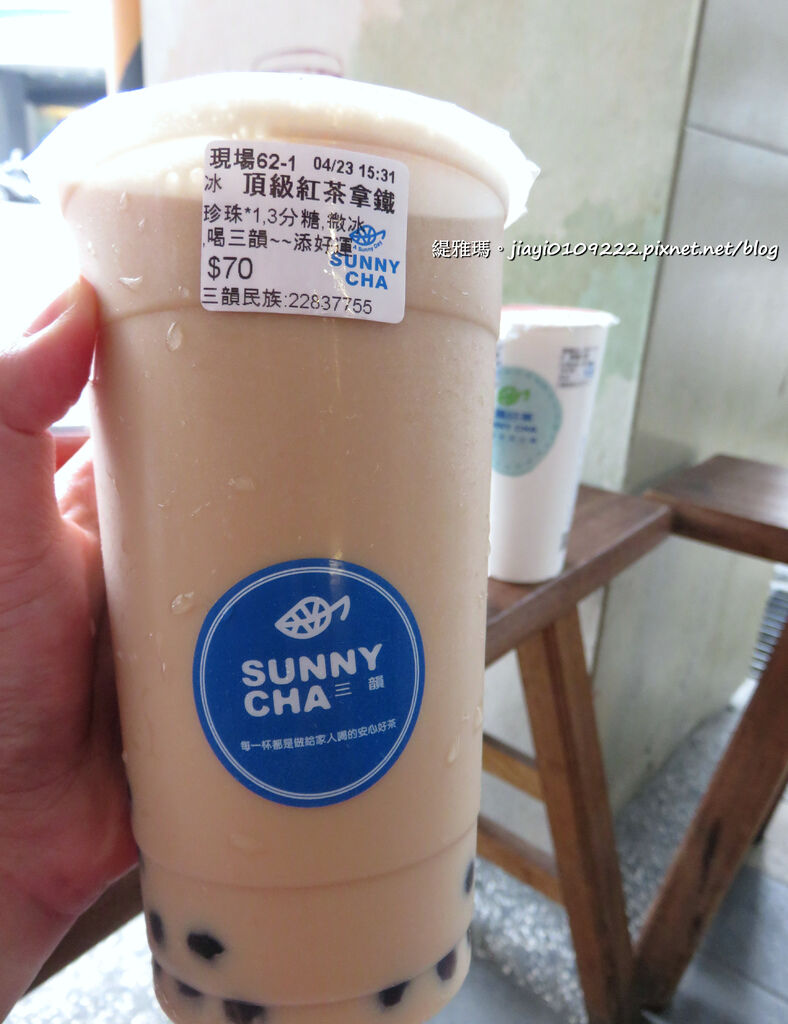 現場62-1 04/23 15:31
冰 頂級紅茶拿鐵
珍珠*1,3分糖,微冰
,喝三韻~~添好運
A Sunny Day
SUNNY
CHA
$70
三韻民族:22837755
緹雅瑪。jiayi0109222.pixnet.net/blog
SUNNY
CHA 三韻
每一杯都是做給家人喝的安心好茶